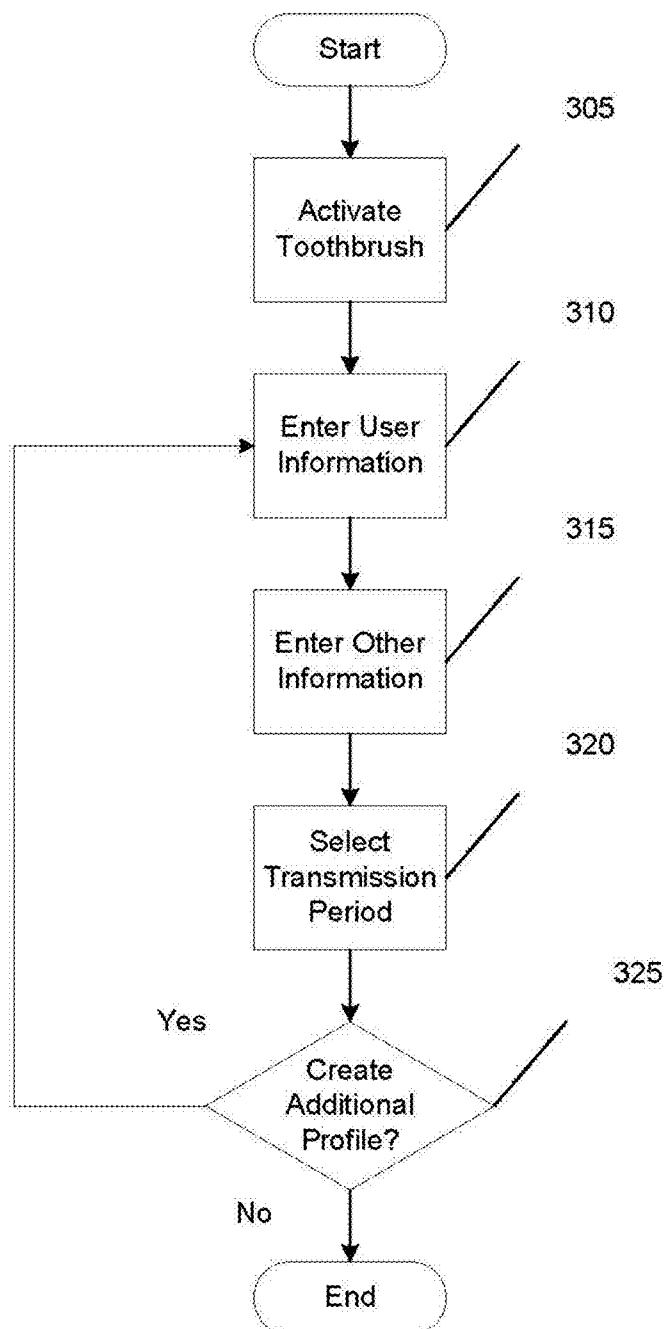 Start
305
Activate
Toothbrush
310
Enter User
Information
315
Enter Other
Information
320
Select
Transmission
Period
325
Yes
Create
Additional
Profile?
No
End